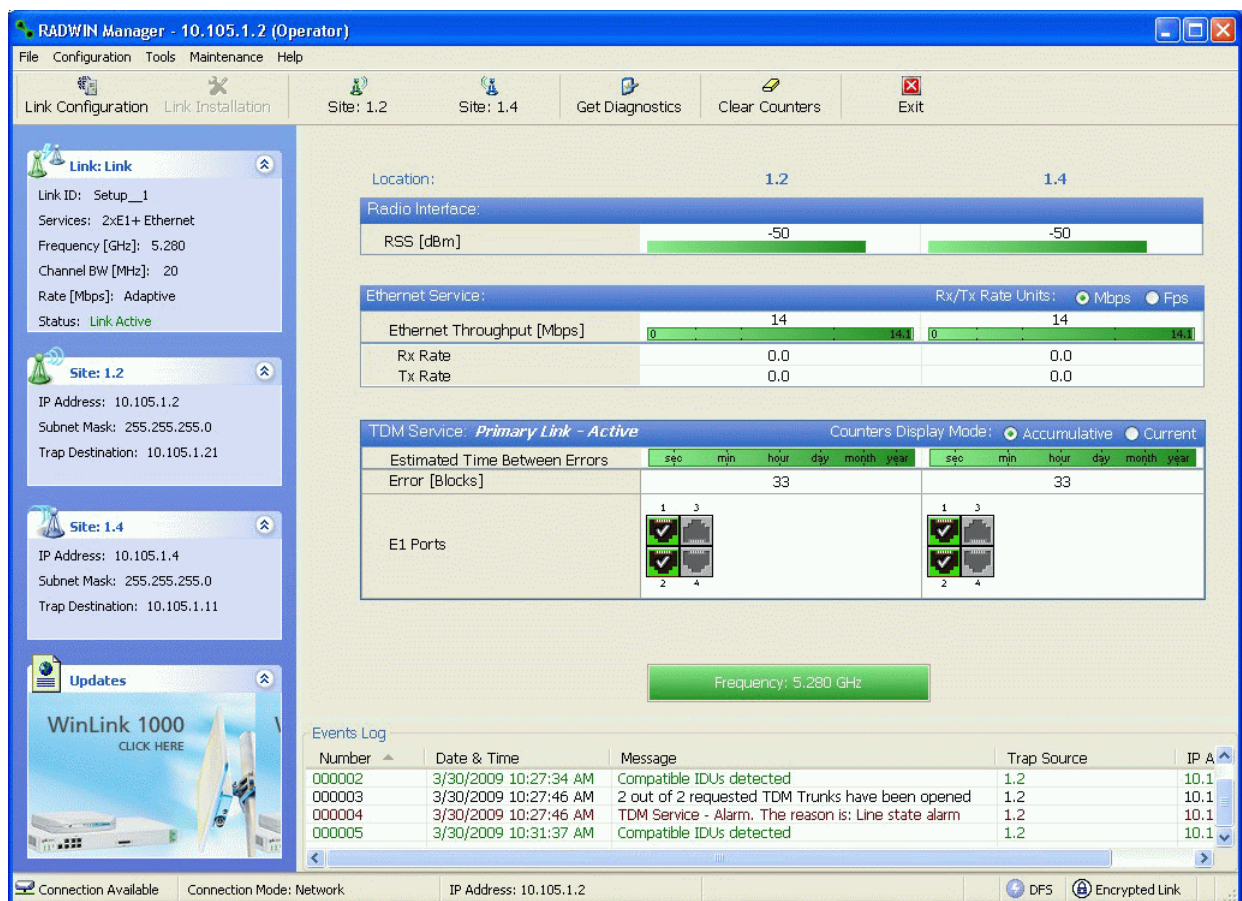 RADWIN Manager - 10.105.1.2 (Operator)
File Configuration Tools Maintenance Help
Link Configuration Link Installation Site: 1.2 Site: 1.4 Get Diagnostics Clear Counters Exit
Link: Link
Link ID: Setup__1
Services: 2xE1+ Ethernet
Frequency [GHz]: 5.280
Channel BW [MHz]: 20
Rate [Mbps]: Adaptive
Status: Link Active
Site: 1.2
IP Address: 10.105.1.2
Subnet Mask: 255.255.255.0
Trap Destination: 10.105.1.21
Site: 1.4
IP Address: 10.105.1.4
Subnet Mask: 255.255.255.0
Trap Destination: 10.105.1.11
Updates
WinLink 1000
CLICK HERE
Location: 1.2 1.4
Radio Interface:
RSS [dBm] -50 -50
Ethernet Service: Rx/Tx Rate Units: Mbps Fps
Ethernet Throughput [Mbps] 14 14
0 14.1 0 14.1
Rx Rate 0.0 0.0
Tx Rate 0.0 0.0
TDM Service: Primary Link - Active Counters Display Mode: Accumulative Current
Estimated Time Between Errors sec min hour day month year sec min hour day month year
Error [Blocks] 33 33
1 3 1 3
E1 Ports
2 4 2 4
Frequency: 5.280 GHz
Events Log
Number Date & Time Message Trap Source IP A
000002 3/30/2009 10:27:34 AM Compatible IDUs detected 1.2 10.1
000003 3/30/2009 10:27:46 AM 2 out of 2 requested TDM Trunks have been opened 1.2 10.1
000004 3/30/2009 10:27:46 AM TDM Service - Alarm. The reason is: Line state alarm 1.2 10.1
000005 3/30/2009 10:31:37 AM Compatible IDUs detected 1.2 10.1
Connection Available Connection Mode: Network IP Address: 10.105.1.2 DFS Encrypted Link